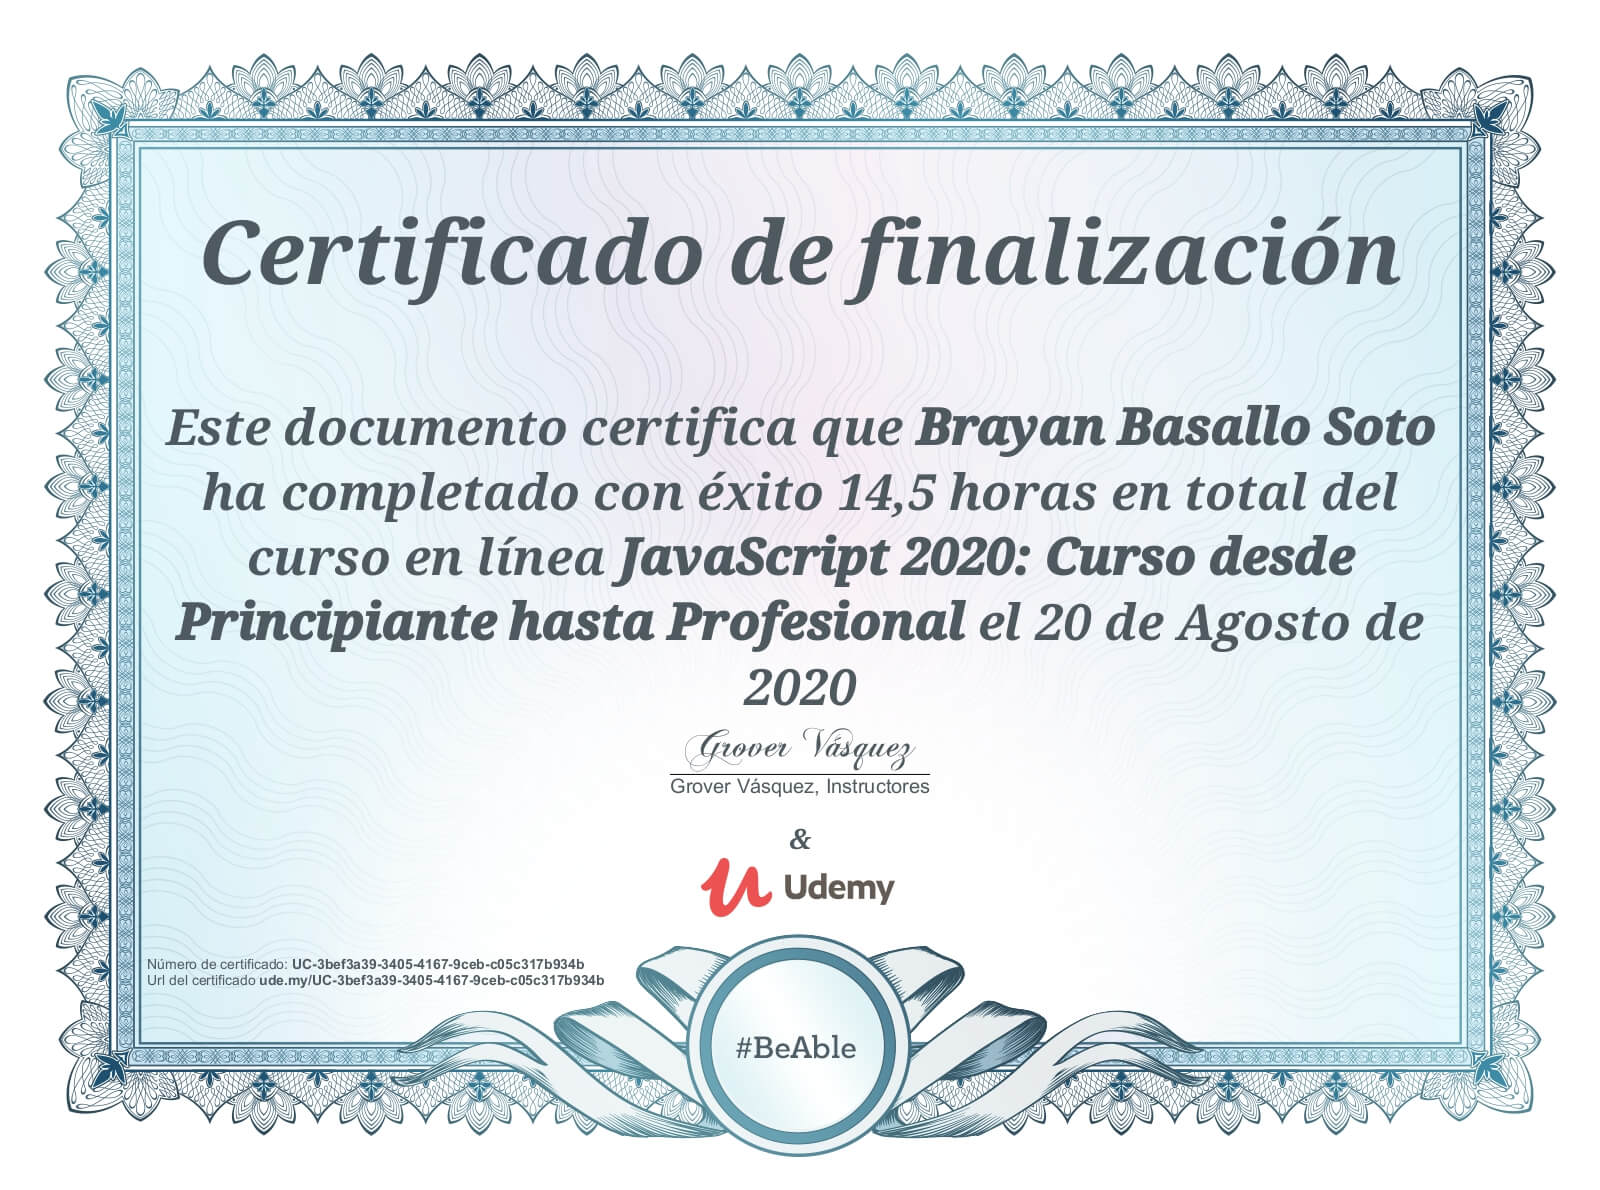 Certificado de finalización
Este documento certifica que Brayan Basallo Soto
ha completado con éxito 14,5 horas en total del
curso en línea JavaScript 2020: Curso desde
Principiante hasta Profesional el 20 de Agosto de
2020
Grover Vásquez
Grover Vásquez, Instructores
&
Udemy
Número de certificado: UC-3bef3a39-3405-4167-9ceb-c05c317b934b
Url del certificado ude.my/UC-3bef3a39-3405-4167-9ceb-c05c317b934b
#BeAble